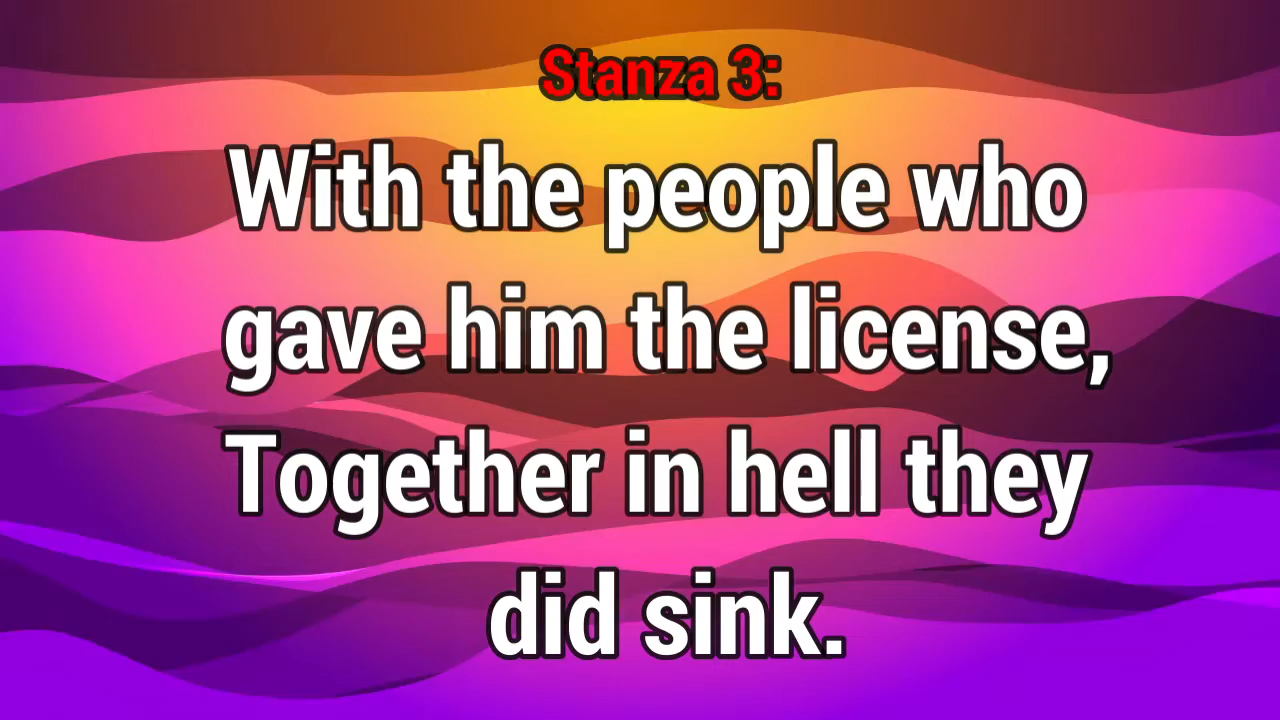 Stanza 3:
With the people who
gave him the license,
Together in hell they
did sink.